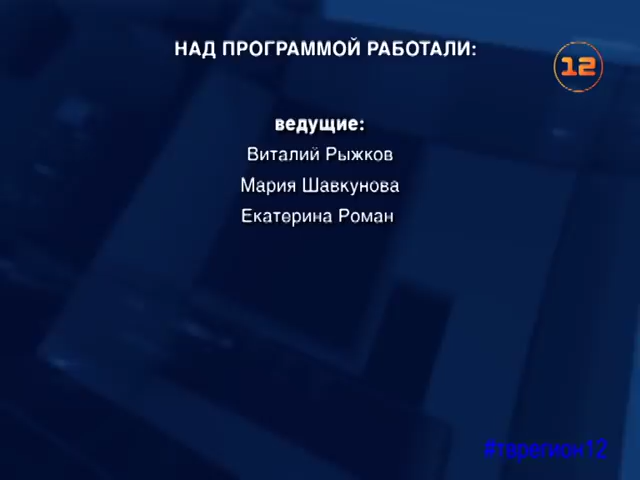 НАД ПРОГРАММОЙ РАБОТАЛИ:
12
ведущие:
Виталий Рыжков
Мария Шавкунова
Екатерина Роман
#тврегион12